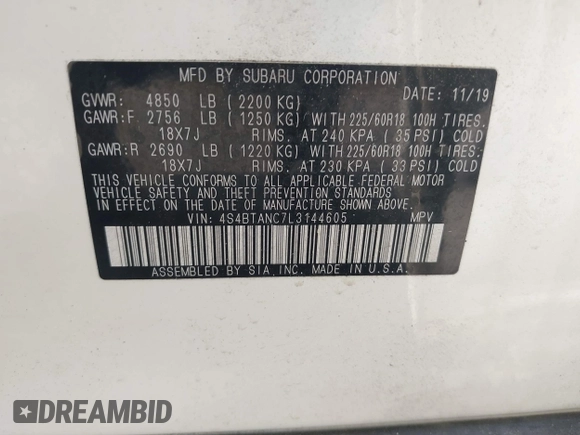 MFD BY SUBARU CORPORATION
GVWR: 4850 LB (2200 KG) DATE: 11/19
GAWR:F. 2756 LB (1250 KG) WITH 225/60R18 100H TIRES.
18X7J RIMS. AT 240 KPA (35 PSI) COLD
GAWR:R 2690 LB (1220 KG) WITH 225/60R18 100H TIRES.
18X7J RIMS. AT 230 KPA (33 PSI) COLD
THIS VEHICLE CONFORMS TO ALL APPLICABLE FEDERAL MOTOR
VEHICLE SAFETY AND THEFT PREVENTION STANDARDS
IN EFFECT ON THE DATE OF MANUFACTURE SHOWN ABOVE.
VIN: 4S4BTANC7L3144605 MPV
ASSEMBLED BY SIA, INC. MADE IN U.S.A.
DREAMBID
DREAMBID.COM